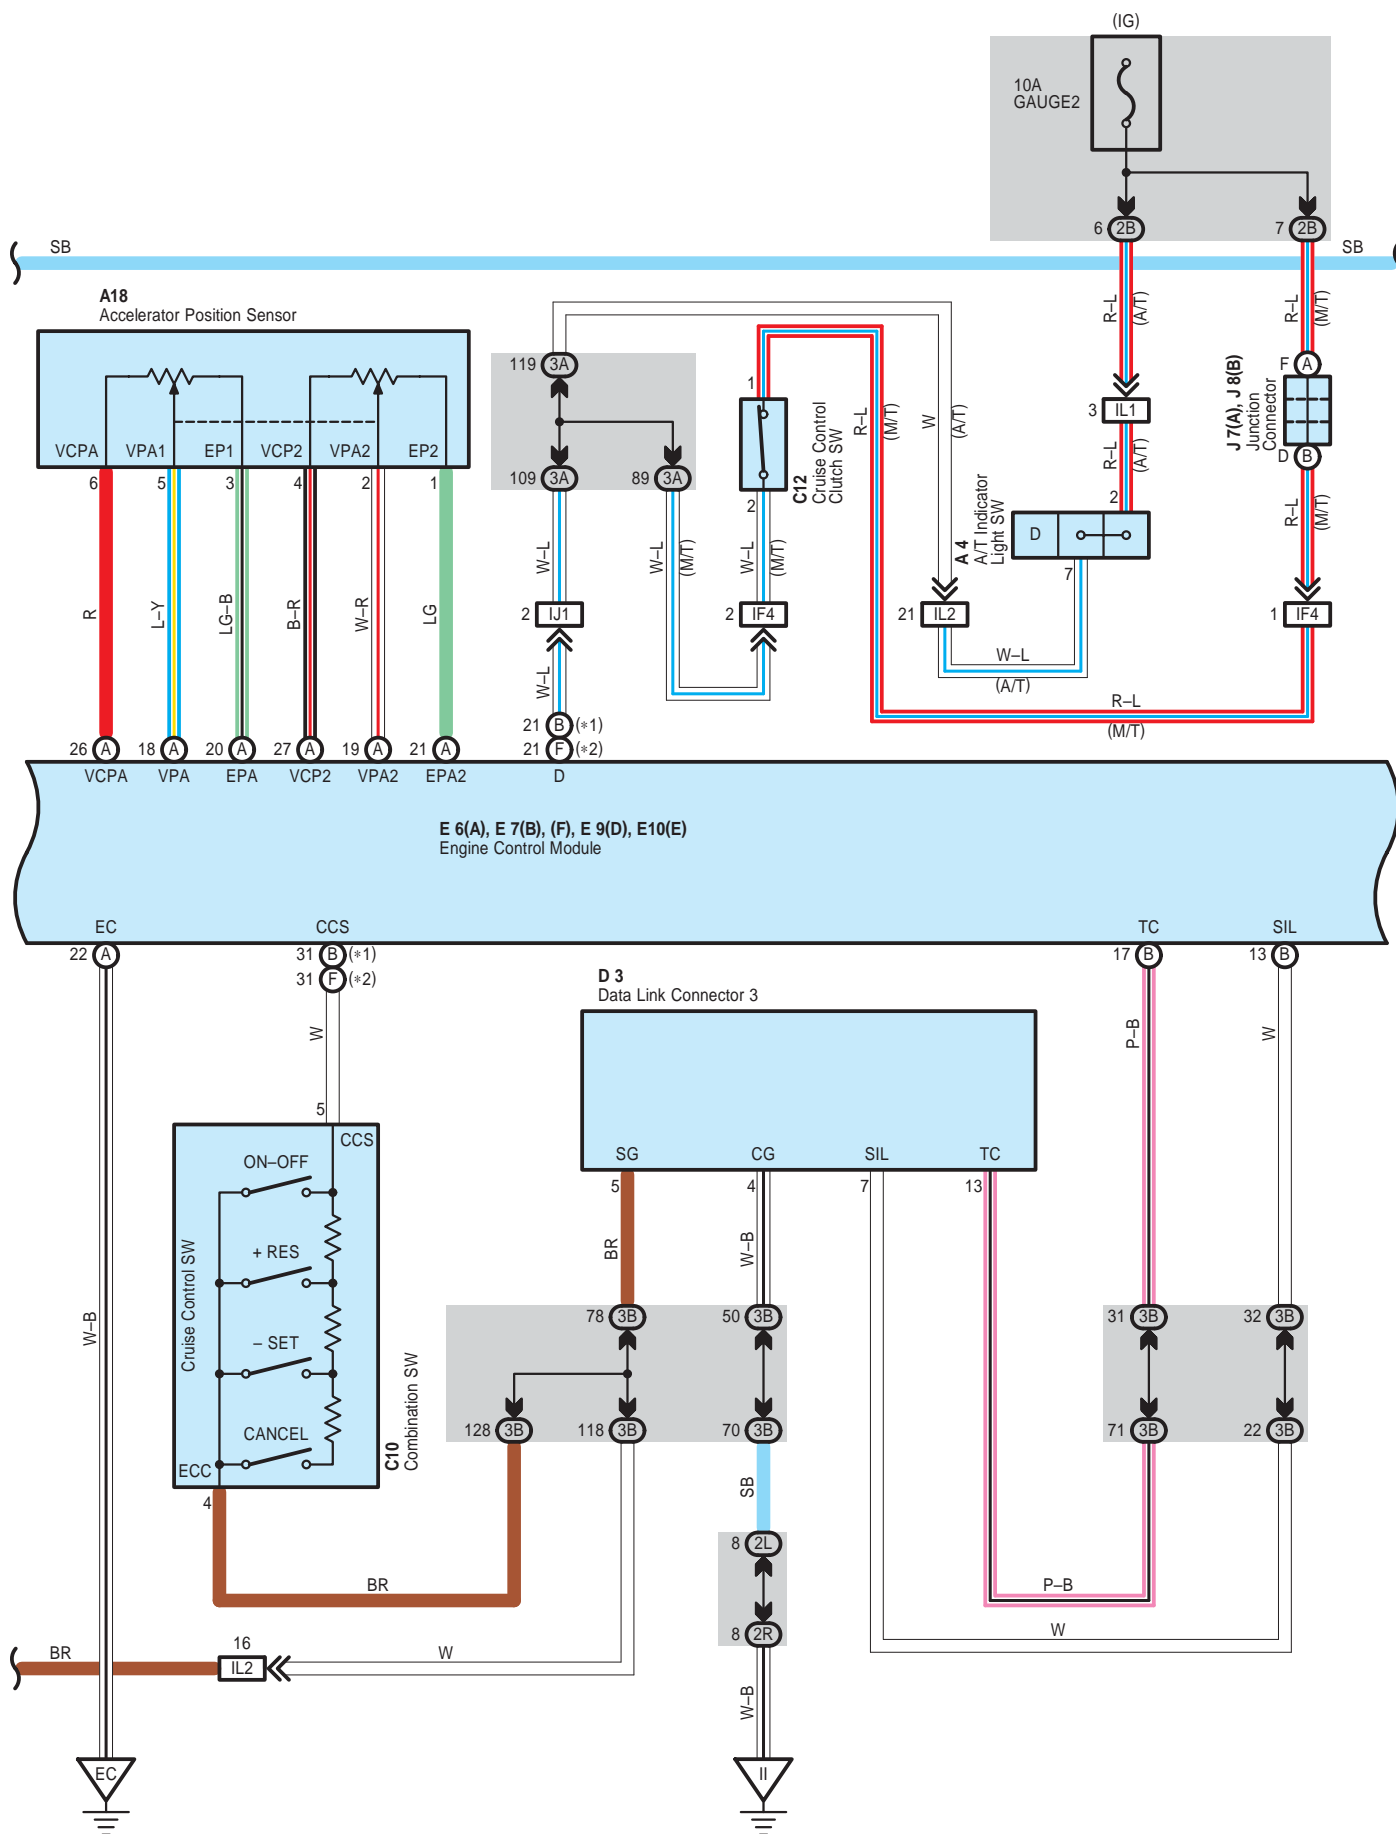 (IG)
10A
GAUGE2
6 2B
7 2B
SB
SB
A18
Accelerator Position Sensor
R–L
(A/T)
R–L
(M/T)
119 3A
109 3A
89 3A
1
2
C12
Cruise Control
Clutch SW
R–L
(M/T)
W
(A/T)
3 IL1
F A
D B
J 7(A), J 8(B)
Junction
Connector
R–L
(A/T)
R–L
(M/T)
VCPA VPA1 EP1 VCP2 VPA2 EP2
6 5 3 4 2 1
R
L–Y
LG–B
B–R
W–R
LG
W–L
W–L
(M/T)
W–L
(M/T)
A 4
A/T Indicator
Light SW
2
D
7
2 IJ1
2 IF4
21 IL2
1 IF4
W–L
W–L
(A/T)
R–L
(M/T)
21 B (*1)
21 F (*2)
26 A 18 A 20 A 27 A 19 A 21 A
VCPA VPA EPA VCP2 VPA2 EPA2 D
E 6(A), E 7(B), (F), E 9(D), E10(E)
Engine Control Module
EC CCS TC SIL
22 A
31 B (*1)
31 F (*2)
17 B
13 B
D 3
Data Link Connector 3
W
P–B
W
5
CCS
ON–OFF
+ RES
– SET
CANCEL
ECC
4
Cruise Control SW
C10
Combination SW
W–B
SG CG SIL TC
5 4 7 13
BR
W–B
78 3B
50 3B
31 3B
32 3B
128 3B
118 3B
70 3B
71 3B
22 3B
SB
8 2L
8 2R
BR
P–B
W
BR
16
IL2
W
W–B
EC
II